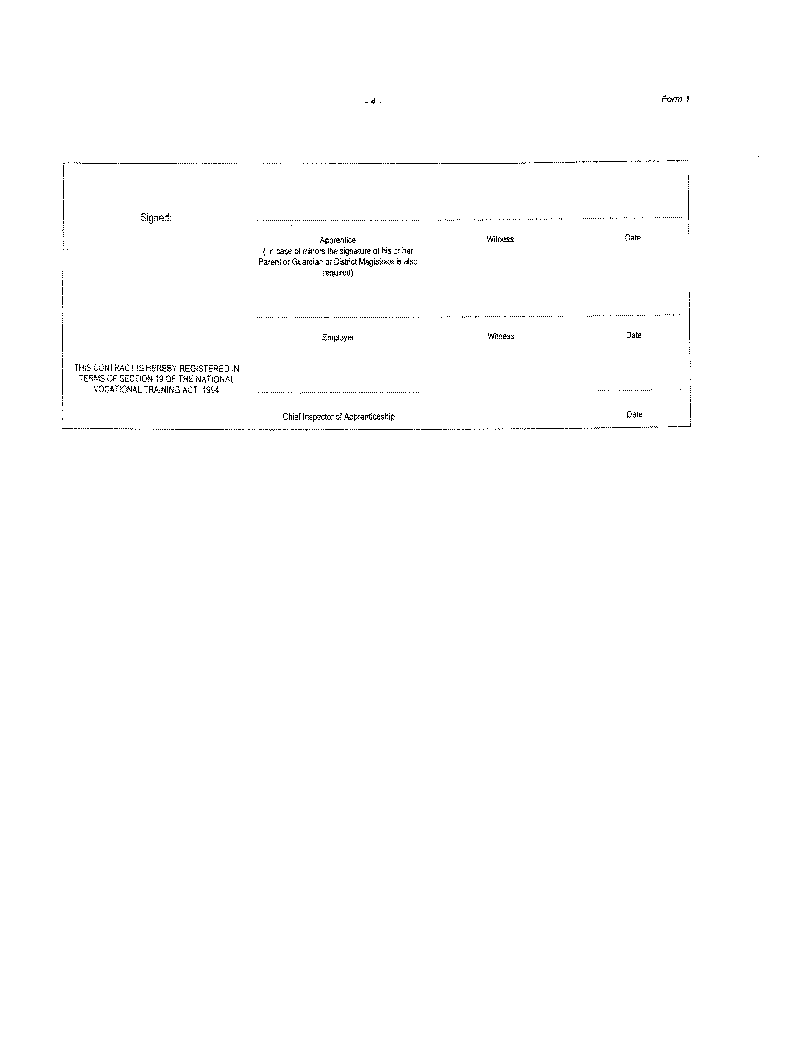 - 4 -
Form 1
Signed:
Apprentice
Witness
Date
( In case of minors the signature of his or her
Parent or Guardian or District Magistrate is also
required)
Employer
Witness
Date
THIS CONTRACT IS HEREBY REGISTERED IN
TERMS OF SECTION 19 OF THE NATIONAL
VOCATIONAL TRAINING ACT, 1994
Chief Inspector of Apprenticeship
Date